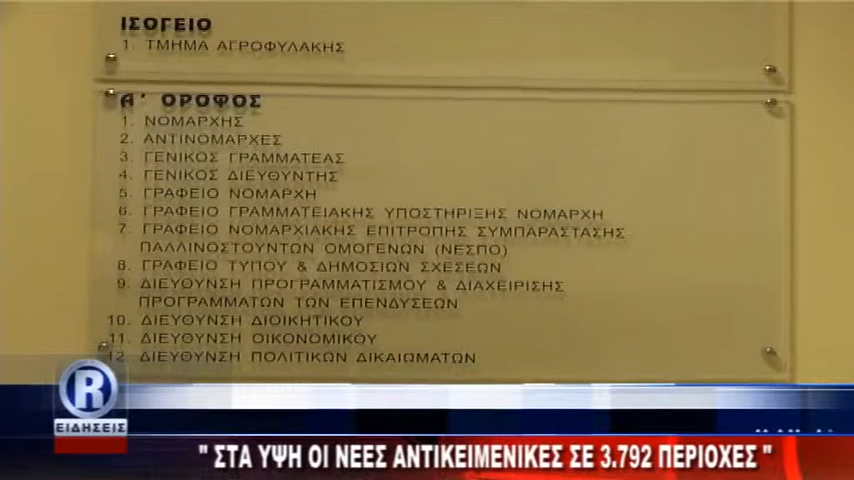 ΙΣΟΓΕΙΟ
1. ΤΜΗΜΑ ΑΓΡΟΦΥΛΑΚΗΣ
Α' ΟΡΟΦΟΣ
1. ΝΟΜΑΡΧΗΣ
2. ΑΝΤΙΝΟΜΑΡΧΕΣ
3. ΓΕΝΙΚΟΣ ΓΡΑΜΜΑΤΕΑΣ
4. ΓΕΝΙΚΟΣ ΔΙΕΥΘΥΝΤΗΣ
5. ΓΡΑΦΕΙΟ ΝΟΜΑΡΧΗ
6. ΓΡΑΦΕΙΟ ΓΡΑΜΜΑΤΕΙΑΚΗΣ ΥΠΟΣΤΗΡΙΞΗΣ ΝΟΜΑΡΧΗ
7. ΓΡΑΦΕΙΟ ΝΟΜΑΡΧΙΑΚΗΣ ΕΠΙΤΡΟΠΗΣ ΣΥΜΠΑΡΑΣΤΑΣΗΣ
ΠΑΛΛΙΝΟΣΤΟΥΝΤΩΝ ΟΜΟΓΕΝΩΝ (ΝΕΣΠΟ)
8. ΓΡΑΦΕΙΟ ΤΥΠΟΥ & ΔΗΜΟΣΙΩΝ ΣΧΕΣΕΩΝ
9. ΔΙΕΥΘΥΝΣΗ ΠΡΟΓΡΑΜΜΑΤΙΣΜΟΥ & ΔΙΑΧΕΙΡΙΣΗΣ
ΠΡΟΓΡΑΜΜΑΤΩΝ ΤΩΝ ΕΠΕΝΔΥΣΕΩΝ
10. ΔΙΕΥΘΥΝΣΗ ΔΙΟΙΚΗΤΙΚΟΥ
11. ΔΙΕΥΘΥΝΣΗ ΟΙΚΟΝΟΜΙΚΟΥ
12 ΔΙΕΥΘΥΝΣΗ ΠΟΛΙΤΙΚΩΝ ΔΙΚΑΙΩΜΑΤΩΝ
R
ΕΙΔΗΣΕΙΣ
" ΣΤΑ ΥΨΗ ΟΙ ΝΕΕΣ ΑΝΤΙΚΕΙΜΕΝΙΚΕΣ ΣΕ 3.792 ΠΕΡΙΟΧΕΣ "